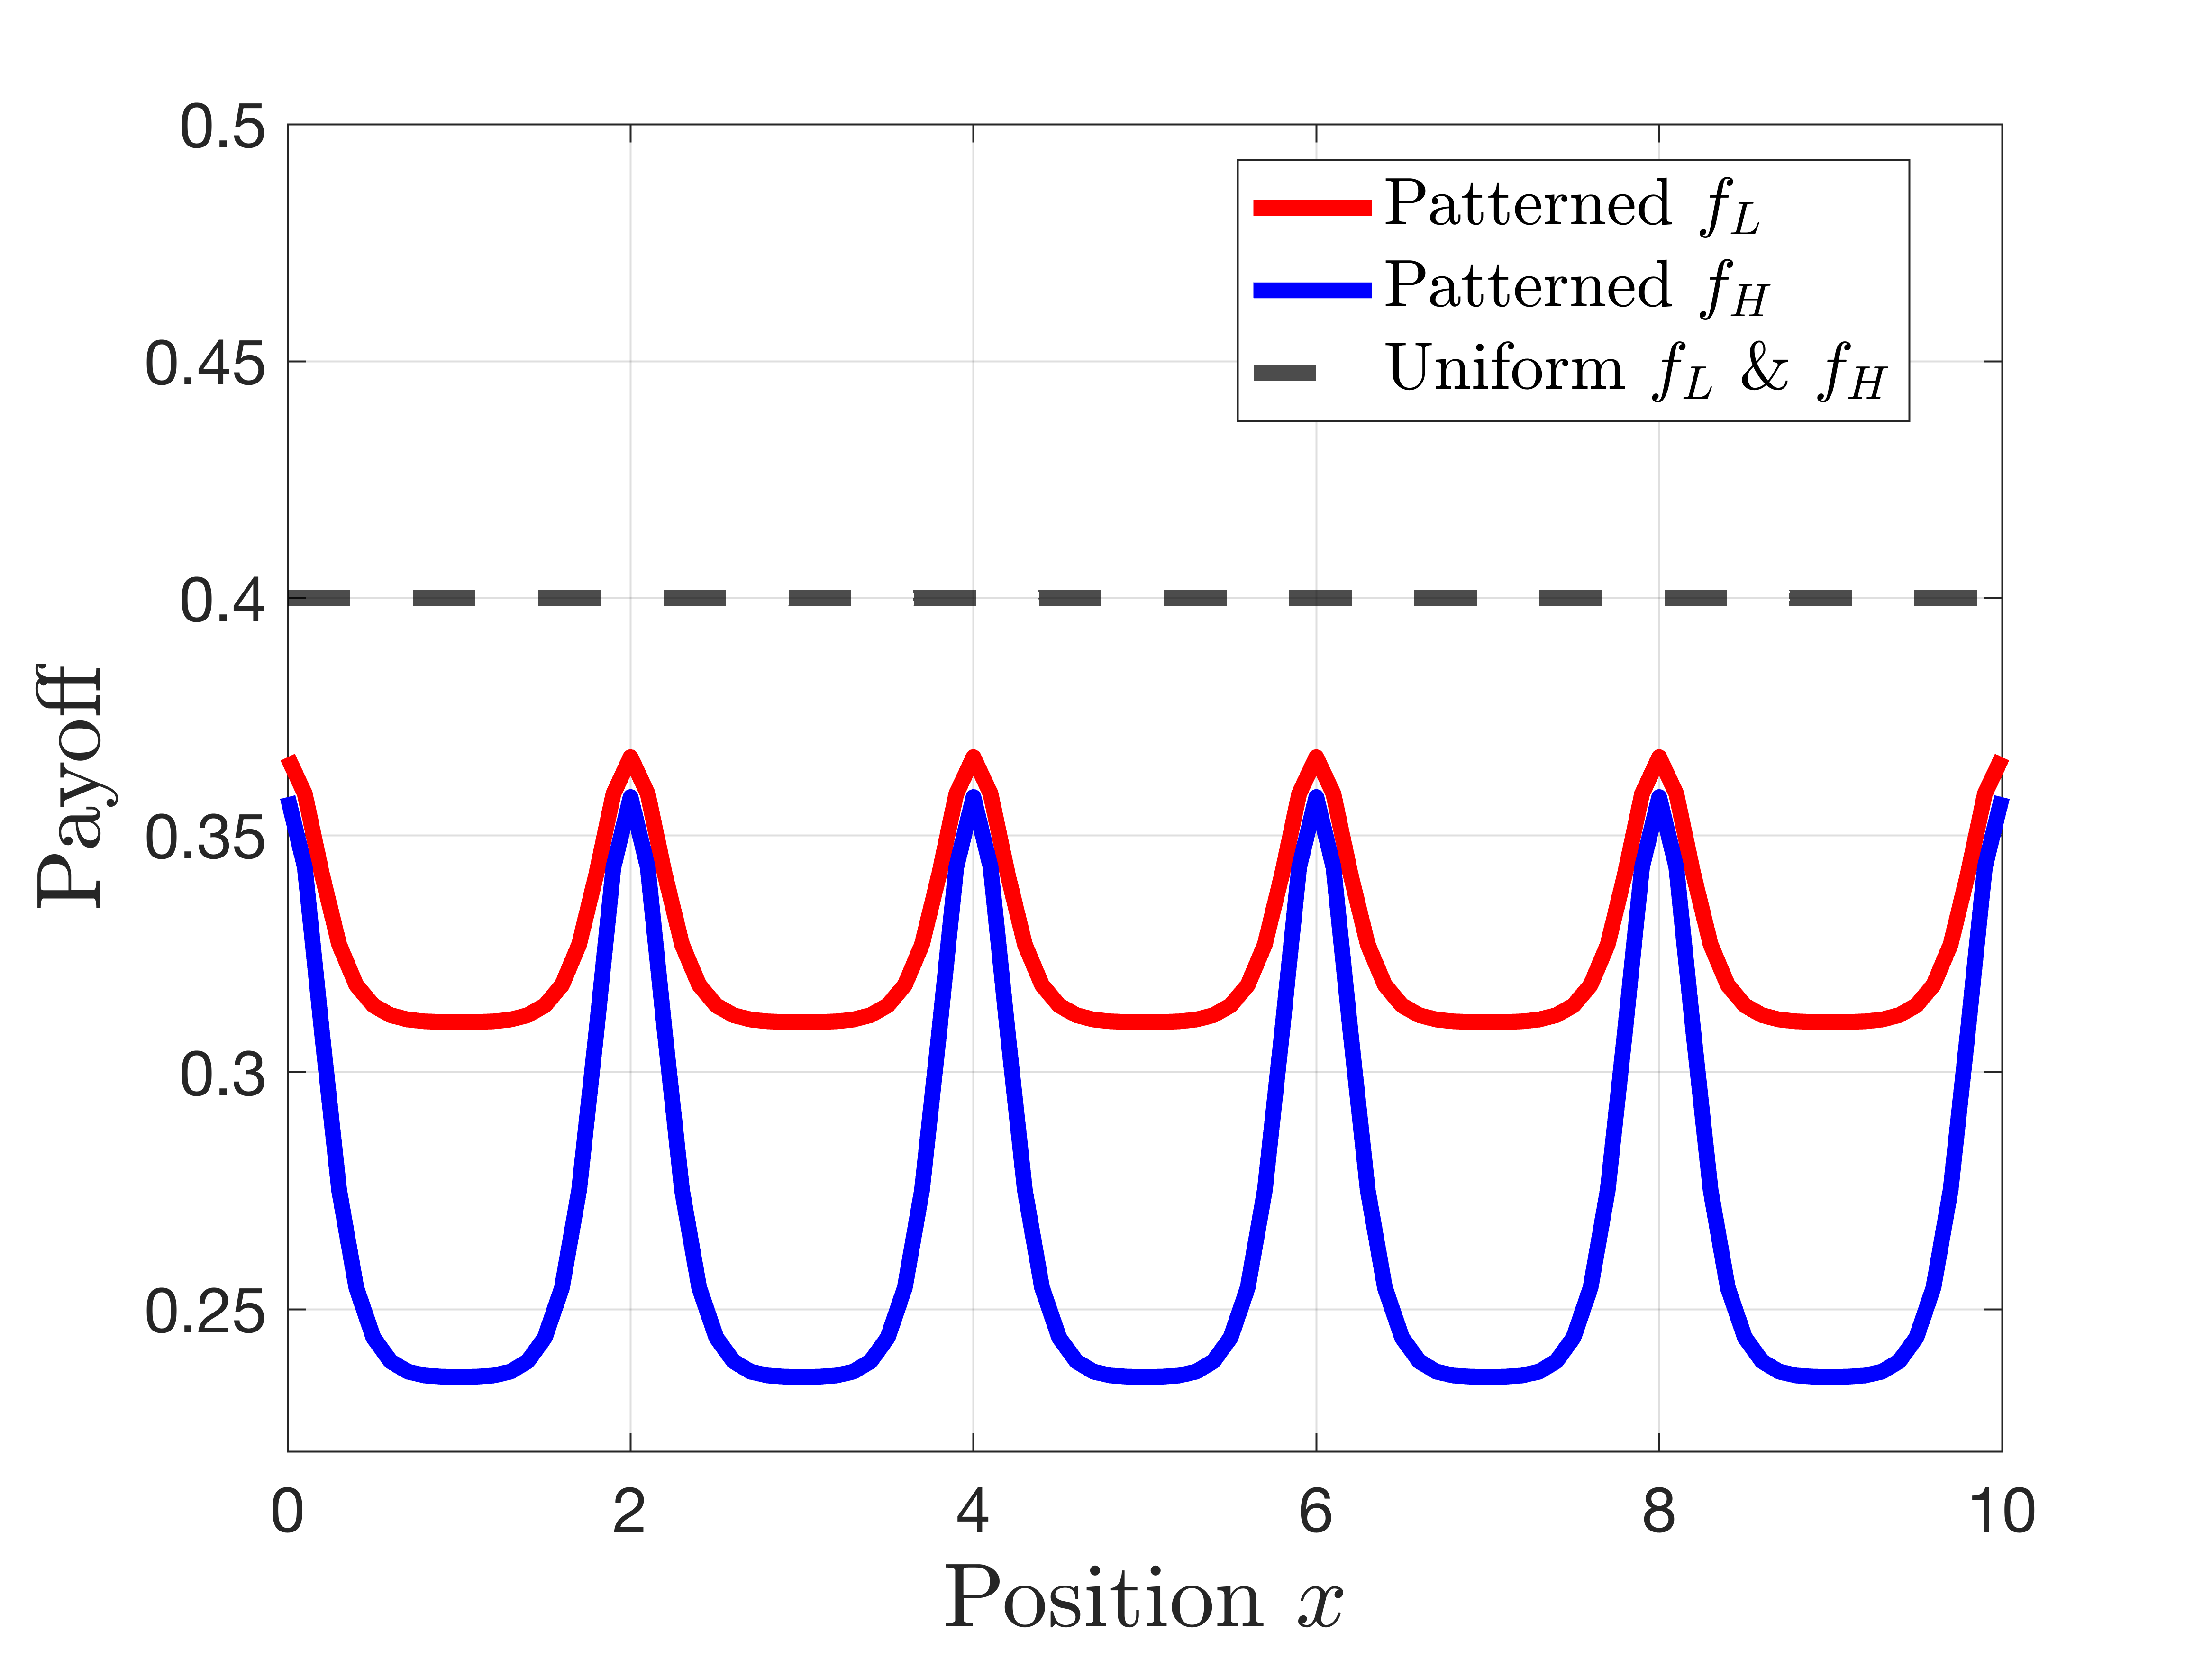 0.5
0.45
0.4
0.35
0.3
0.25
Payoff
Patterned f_L
Patterned f_H
Uniform f_L & f_H
0 2 4 6 8 10
Position x